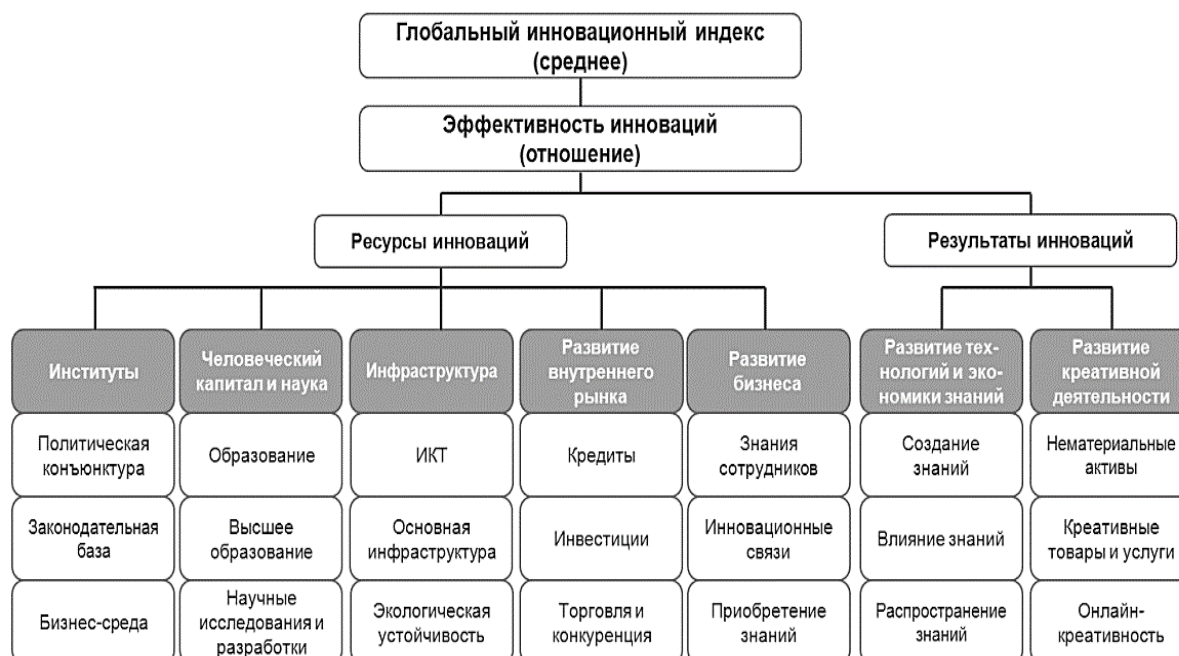 Глобальный инновационный индекс
(среднее)
Эффективность инноваций
(отношение)
Ресурсы инноваций
Результаты инноваций
Институты
Человеческий
капитал и наука
Инфраструктура
Развитие
внутреннего
рынка
Развитие
бизнеса
Развитие тех-
нологий и эко-
номики знаний
Развитие
креативной
деятельности
Политическая
конъюнктура
Образование
ИКТ
Кредиты
Знания
сотрудников
Создание
знаний
Нематериальные
активы
Законодательная
база
Высшее
образование
Основная
инфраструктура
Инвестиции
Инновационные
связи
Влияние знаний
Креативные
товары и услуги
Бизнес-среда
Научные
исследования и
разработки
Экологическая
устойчивость
Торговля и
конкуренция
Приобретение
знаний
Распространение
знаний
Онлайн-
креативность